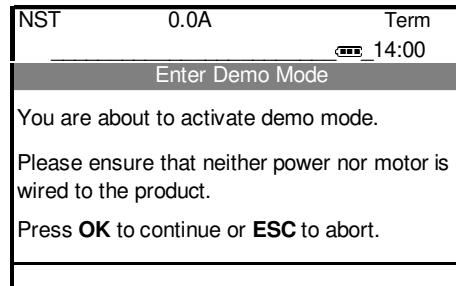 NST 0.0A Term
14:00
Enter Demo Mode
You are about to activate demo mode.
Please ensure that neither power nor motor is
wired to the product.
Press OK to continue or ESC to abort.